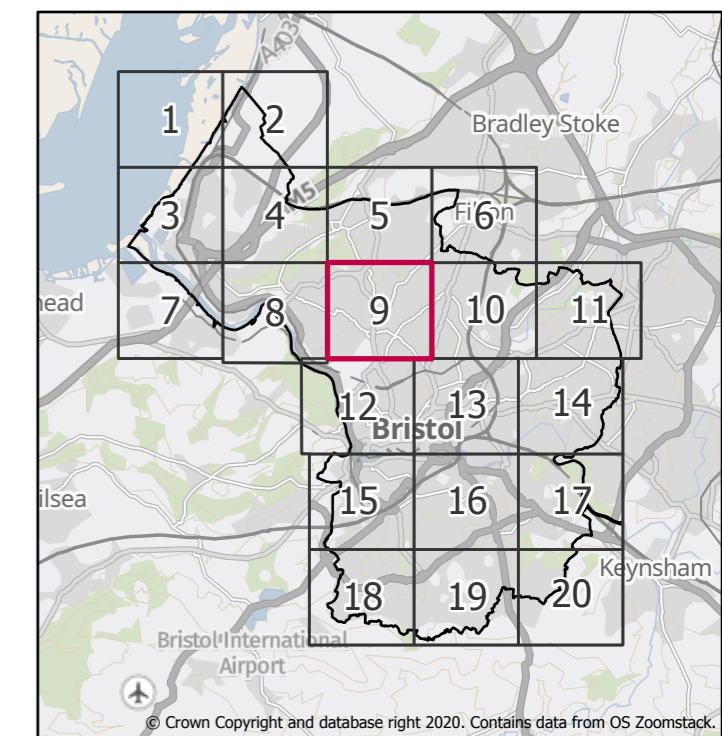 A403
1
2
Bradley Stoke
M5
3
4
5
Filton
6
ead
7
8
9
10
11
12
13
14
Bristol
ilsea
15
16
17
Keynsham
18
19
20
Bristol International
Airport
© Crown Copyright and database right 2020. Contains data from OS Zoomstack.